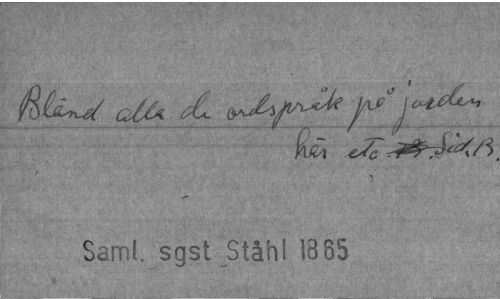 Bland alla de ordspråk på jorden
här etc. Sid. 13.
Saml. sgst Ståhl 1865